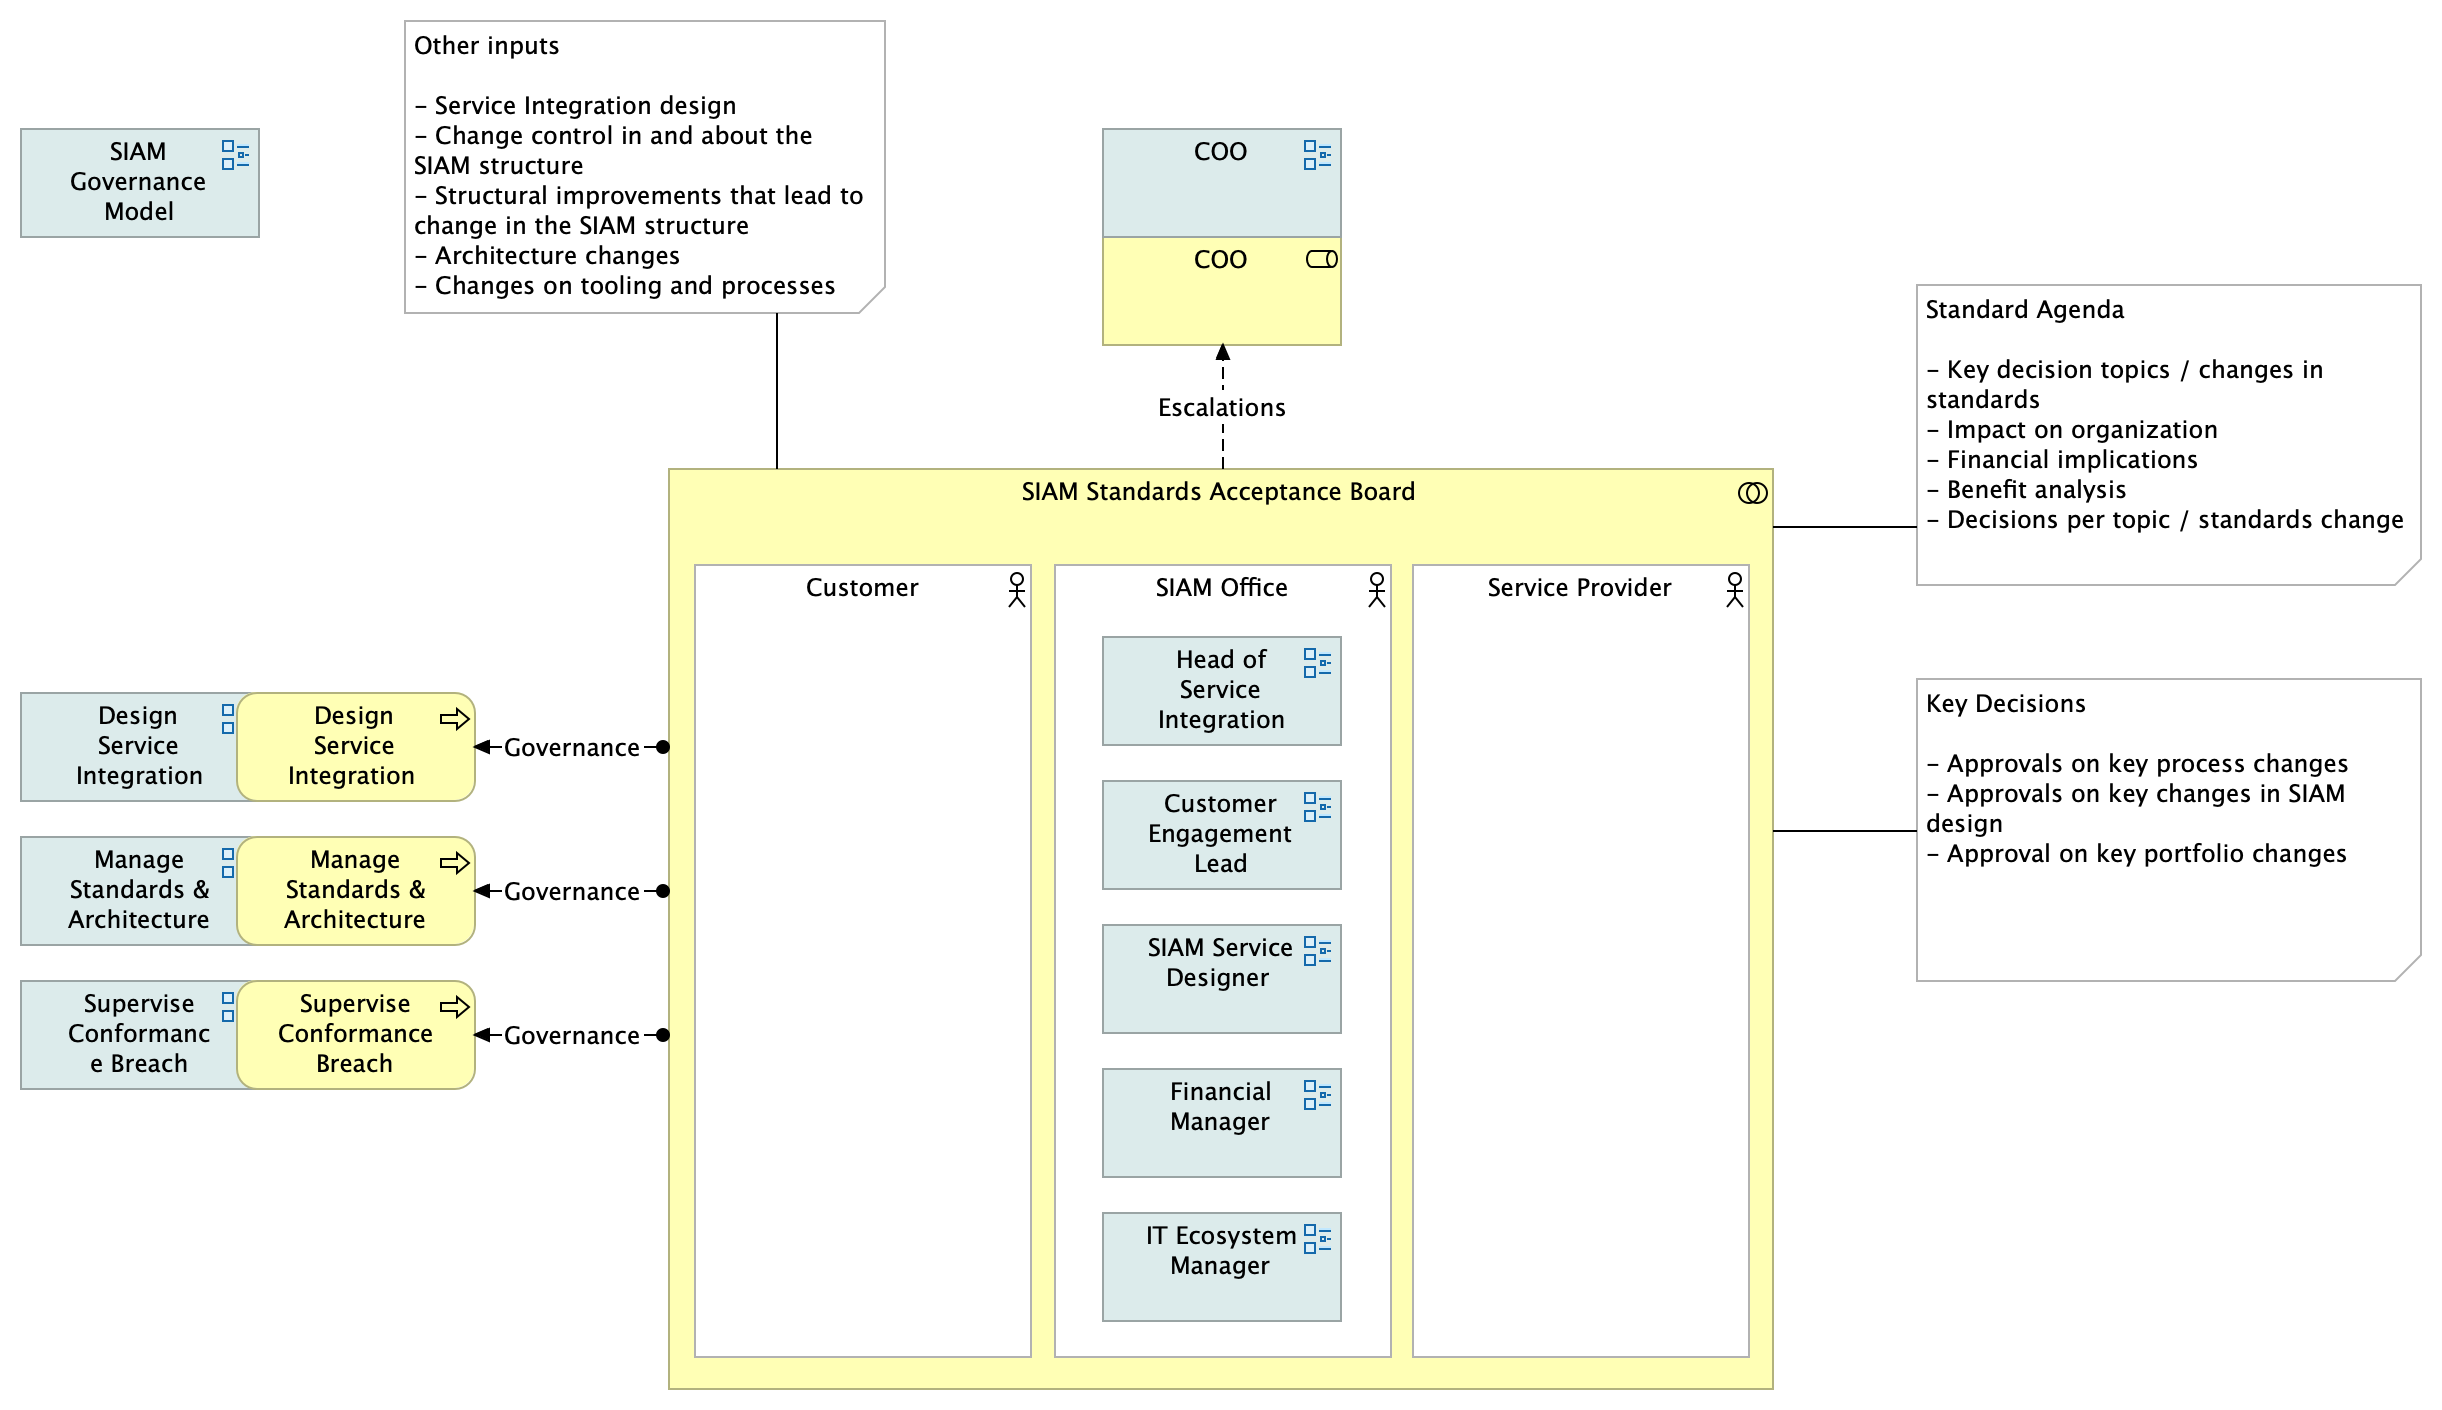 Other inputs
- Service Integration design
- Change control in and about the
SIAM structure
- Structural improvements that lead to
change in the SIAM structure
- Architecture changes
- Changes on tooling and processes
SIAM
Governance
Model
COO
COO
Escalations
Standard Agenda
- Key decision topics / changes in
standards
- Impact on organization
- Financial implications
- Benefit analysis
- Decisions per topic / standards change
SIAM Standards Acceptance Board
Customer
SIAM Office
Service Provider
Head of
Service
Integration
Customer
Engagement
Lead
SIAM Service
Designer
Financial
Manager
IT Ecosystem
Manager
Key Decisions
- Approvals on key process changes
- Approvals on key changes in SIAM
design
- Approval on key portfolio changes
Design
Service
Integration
Design
Service
Integration
Governance
Manage
Standards &
Architecture
Manage
Standards &
Architecture
Governance
Supervise
Conformanc
e Breach
Supervise
Conformance
Breach
Governance